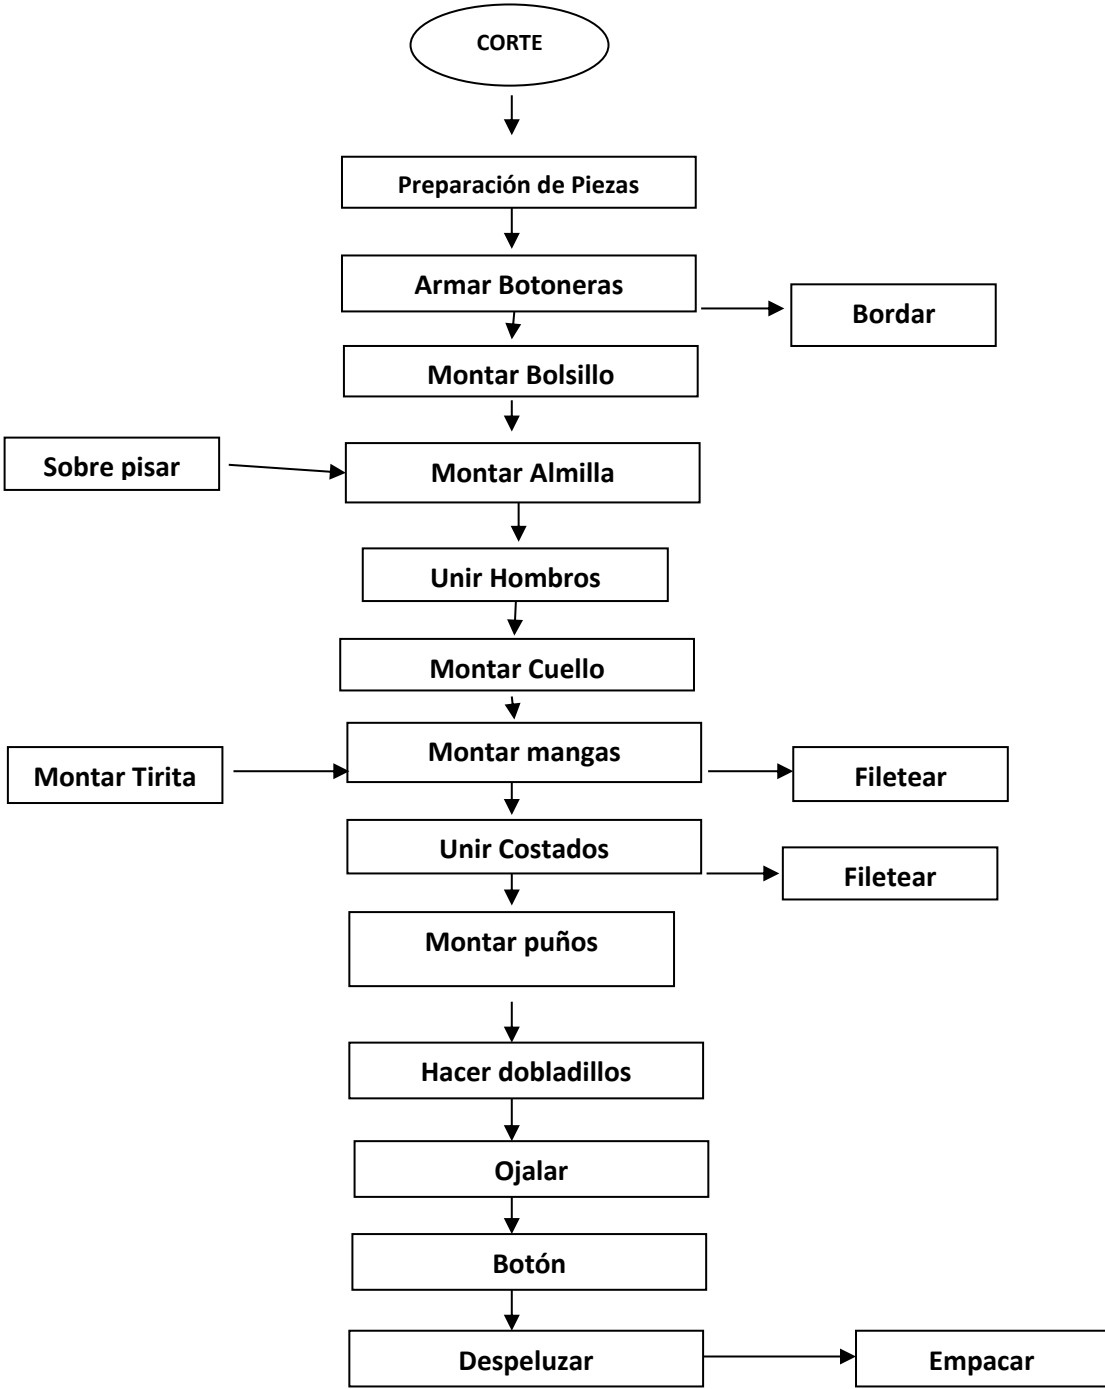 CORTE
Preparación de Piezas
Armar Botoneras
Bordar
Montar Bolsillo
Sobre pisar
Montar Almilla
Unir Hombros
Montar Cuello
Montar mangas
Montar Tirita
Filetear
Unir Costados
Filetear
Montar puños
Hacer dobladillos
Ojalar
Botón
Despeluzar
Empacar